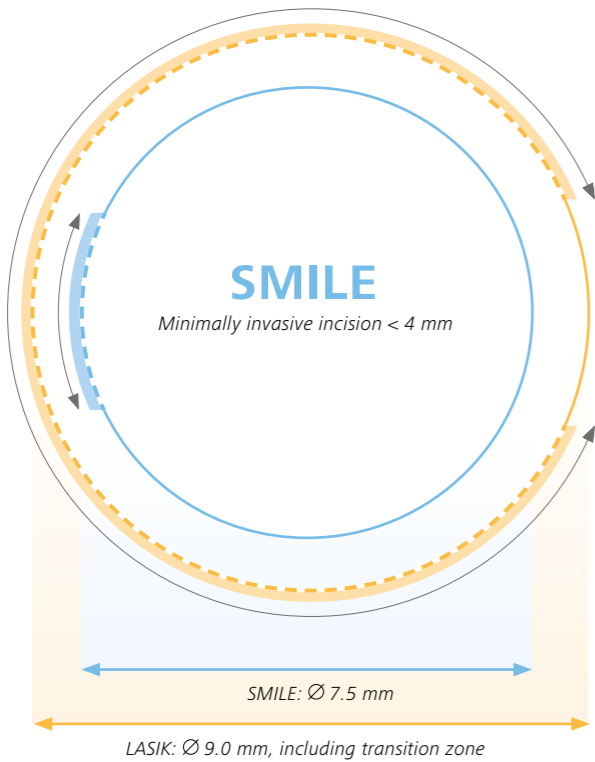 SMILE
Minimally invasive incision < 4 mm
SMILE: Ø 7.5 mm
LASIK: Ø 9.0 mm, including transition zone